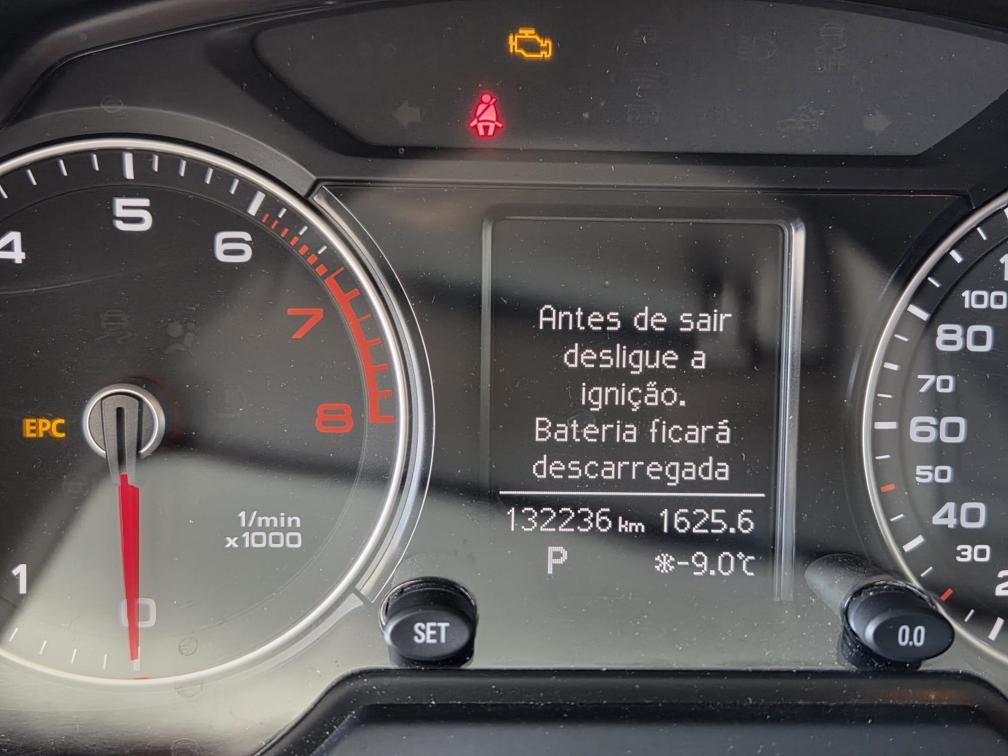 4
5
6
7
8
EPC
1/min
x1000
1
0
Antes de sair
desligue a
ignição.
Bateria ficará
descarregada
132236 km 1625.6
P
-9.0°C
SET
100
80
70
60
50
40
30
0.0